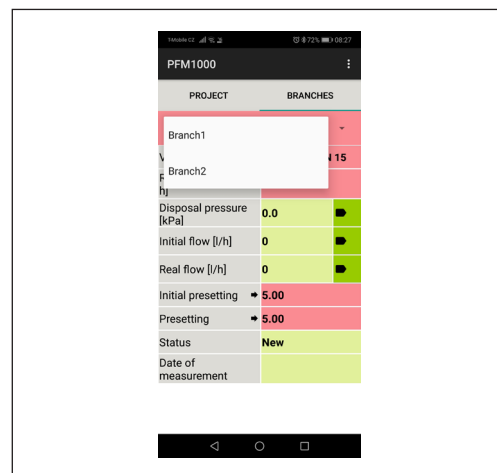 TMobile CZ 72% 08:27
PFM1000
PROJECT BRANCHES
Branch1
Branch2
V 15
h]
Disposal pressure
[kPa] 0.0
Initial flow [l/h] 0
Real flow [l/h] 0
Initial presetting 5.00
Presetting 5.00
Status New
Date of
measurement